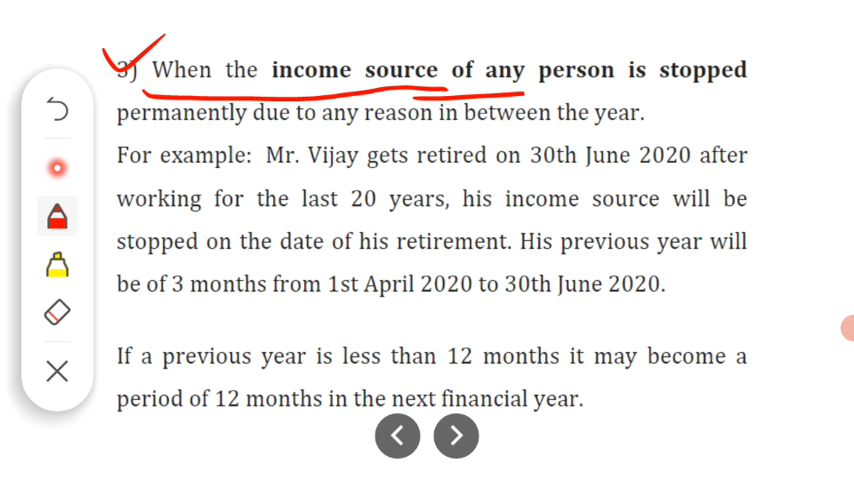 3) When the income source of any person is stopped
permanently due to any reason in between the year.
For example: Mr. Vijay gets retired on 30th June 2020 after
working for the last 20 years, his income source will be
stopped on the date of his retirement. His previous year will
be of 3 months from 1st April 2020 to 30th June 2020.
If a previous year is less than 12 months it may become a
period of 12 months in the next financial year.